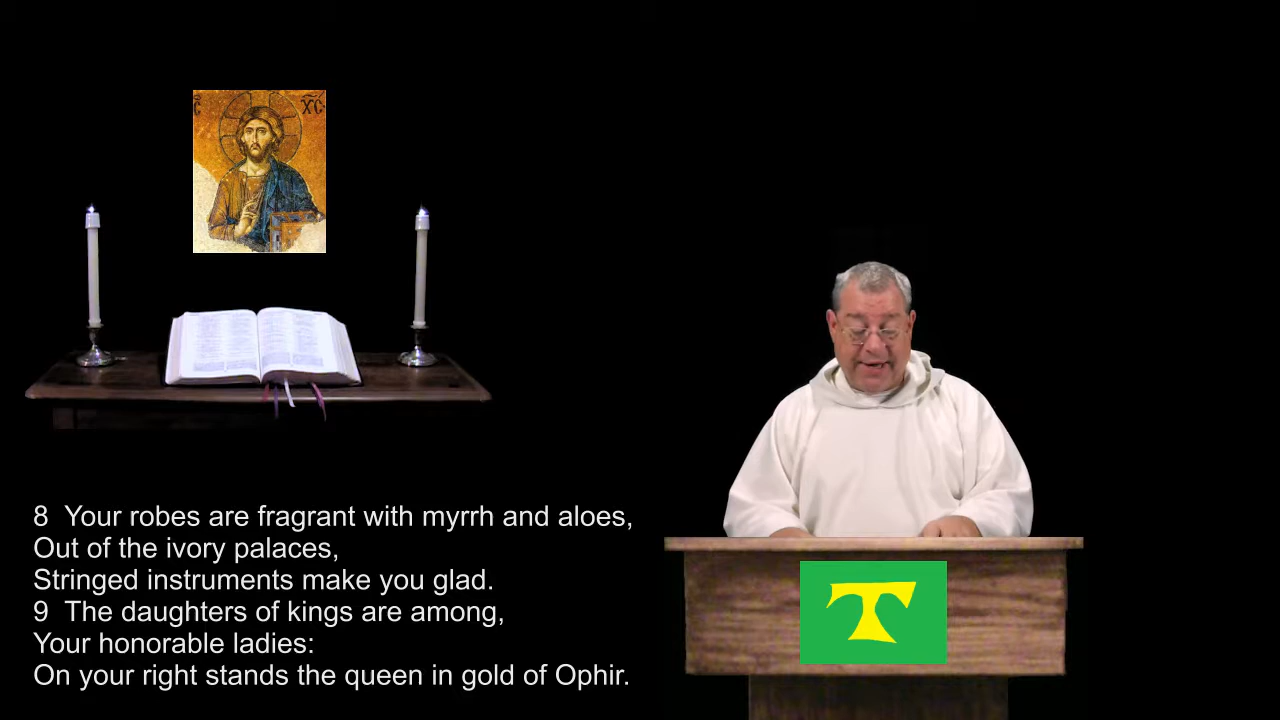 XC
8 Your robes are fragrant with myrrh and aloes,
Out of the ivory palaces,
Stringed instruments make you glad.
9 The daughters of kings are among,
Your honorable ladies:
On your right stands the queen in gold of Ophir.
T